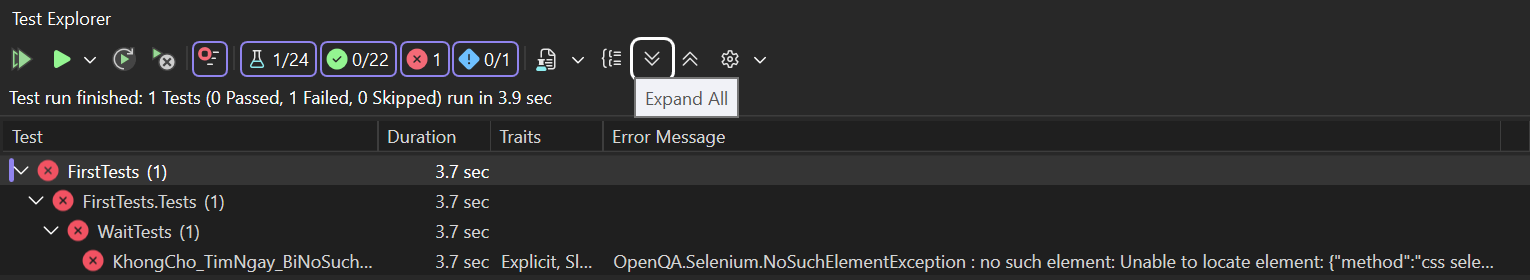 Test Explorer
1/24 0/22 1 0/1
Test run finished: 1 Tests (0 Passed, 1 Failed, 0 Skipped) run in 3.9 sec
Expand All
Test Duration Traits Error Message
FirstTests (1) 3.7 sec
FirstTests.Tests (1) 3.7 sec
WaitTests (1) 3.7 sec
KhongCho_TimNgay_BiNoSuch... 3.7 sec Explicit, Sl... OpenQA.Selenium.NoSuchElementException : no such element: Unable to locate element: {"method":"css sele...